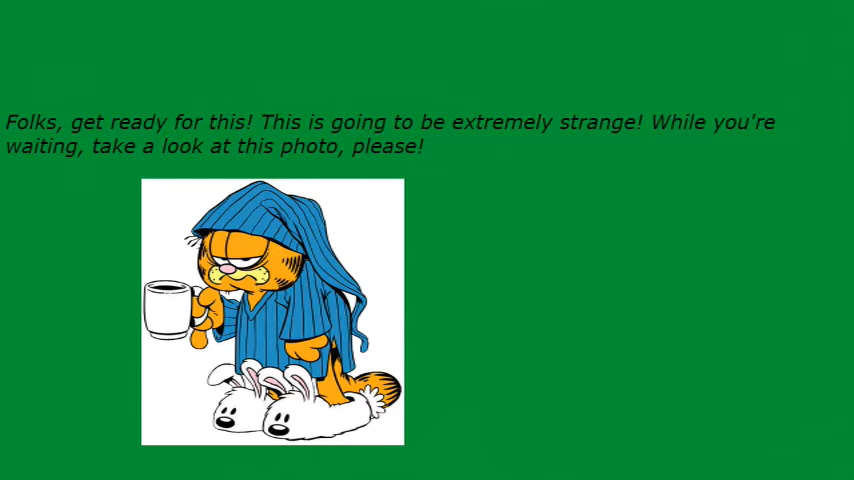 Folks, get ready for this! This is going to be extremely strange! While you're
waiting, take a look at this photo, please!